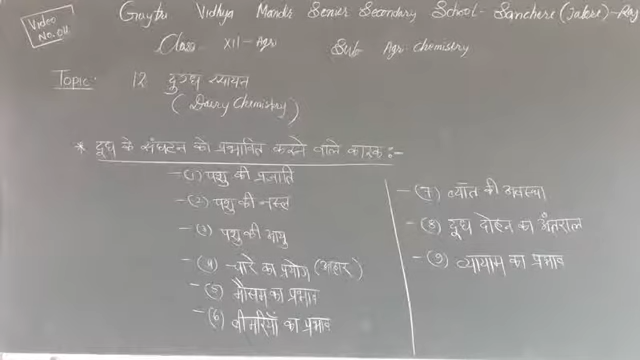 Video No. 04
Gaytri Vidhya Mandir Senior Secondary School - Sanchore (Jalore) - Raj
Class XII - Agri Sub Agri chemistry
Topic: 12 दुग्ध रसायन
(Dairy Chemistry)
* दूध के संघटन को प्रभावित करने वाले कारक :-
- (1) पशु की प्रजाति
- (2) पशु की नस्ल
- (3) पशु की आयु
- (4) चारे का प्रयोग (आहार)
- (5) मौसम का प्रभाव
- (6) बीमारियों का प्रभाव
- (7) ब्यॉत की अवस्था
- (8) दूध दोहन का अँतराल
- (9) व्यायाम का प्रभाव